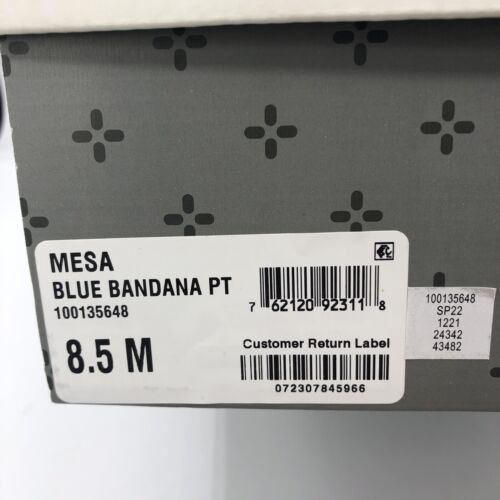 MESA
BLUE BANDANA PT
100135648
8.5 M
7 62120 92311 8
Customer Return Label
072307845966
100135648
SP22
1221
24342
43482